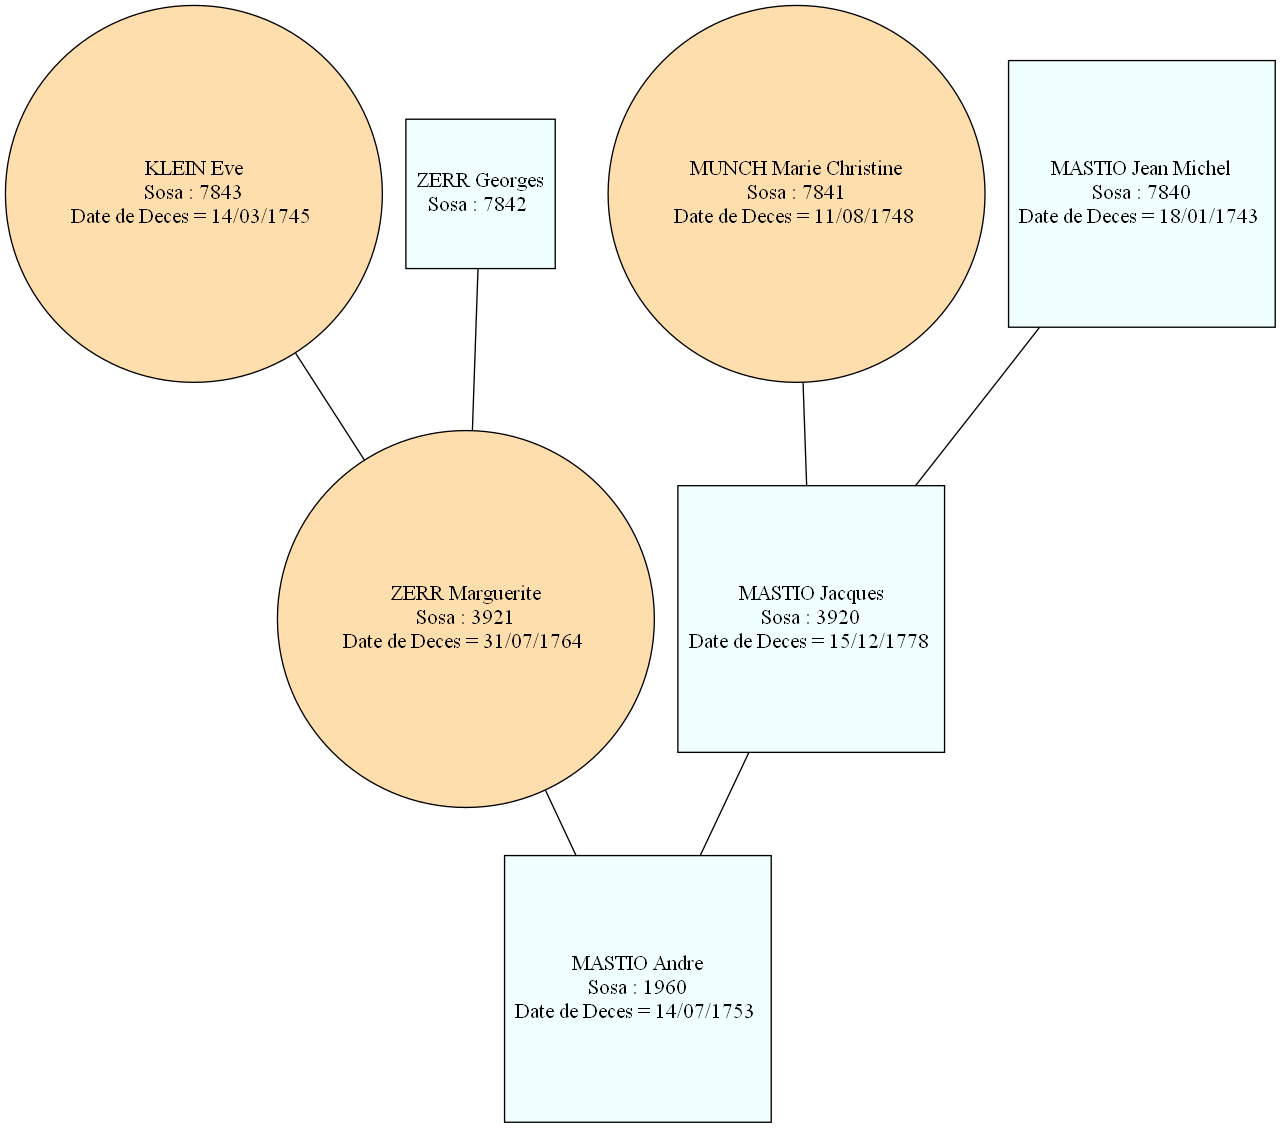 KLEIN Eve
Sosa : 7843
Date de Deces = 14/03/1745
ZERR Georges
Sosa : 7842
MUNCH Marie Christine
Sosa : 7841
Date de Deces = 11/08/1748
MASTIO Jean Michel
Sosa : 7840
Date de Deces = 18/01/1743
ZERR Marguerite
Sosa : 3921
Date de Deces = 31/07/1764
MASTIO Jacques
Sosa : 3920
Date de Deces = 15/12/1778
MASTIO Andre
Sosa : 1960
Date de Deces = 14/07/1753